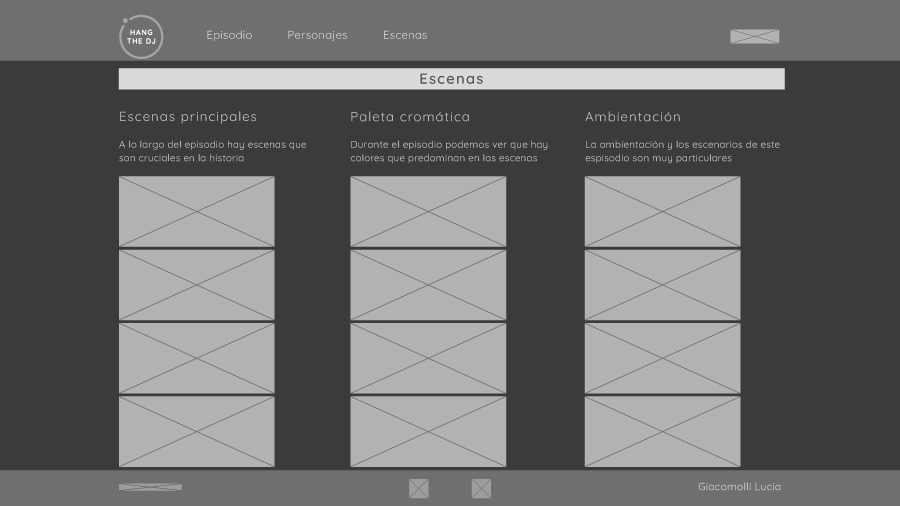 HANG
THE DJ
Episodio
Personajes
Escenas
Escenas
Escenas principales
A lo largo del episodio hay escenas que
son cruciales en la historia
Paleta cromática
Durante el episodio podemos ver que hay
colores que predominan en las escenas
Ambientación
La ambientación y los escenarios de este
espisodio son muy particulares
Giacomolli Lucia